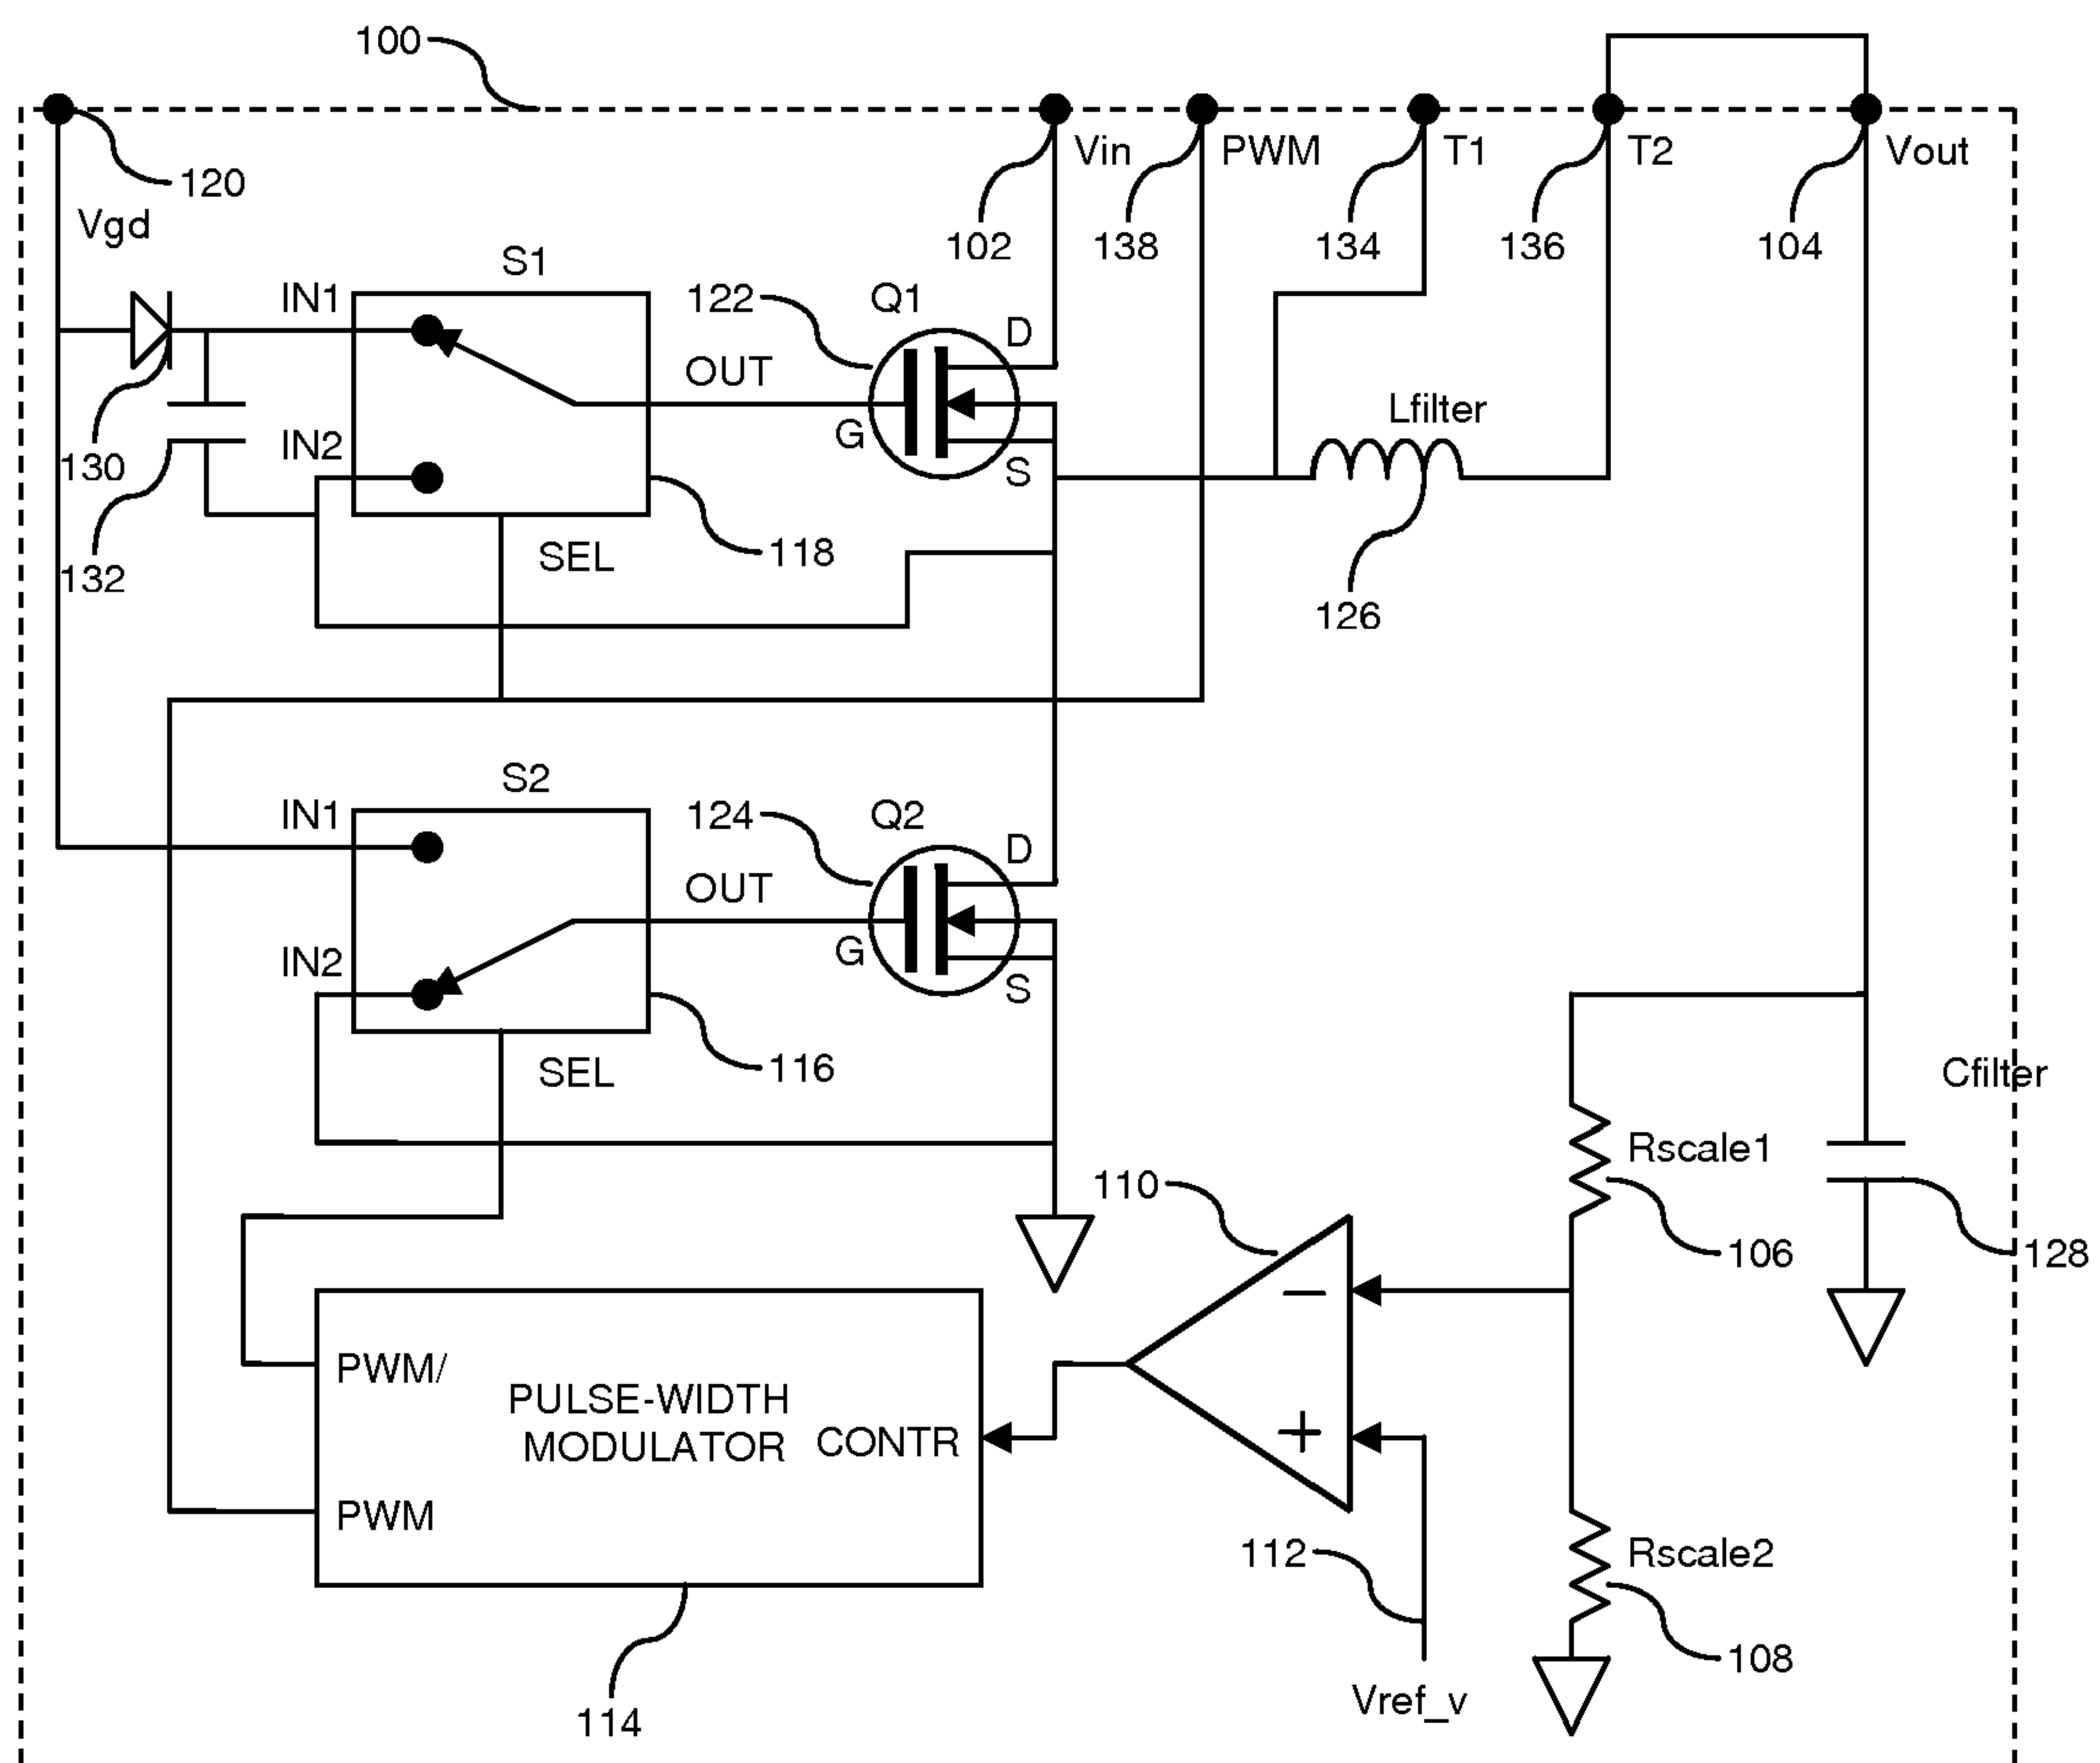 100
120
Vgd
Vin
PWM
T1
T2
Vout
102
138
134
136
104
S1
IN1
122
Q1
D
OUT
G
S
Lfilter
130
IN2
132
SEL
118
126
S2
IN1
124
Q2
D
OUT
G
IN2
S
SEL
116
Cfilter
110
Rscale1
106
128
−
PWM/
PULSE-WIDTH
MODULATOR
CONTR
+
PWM
112
Rscale2
108
Vref_v
114